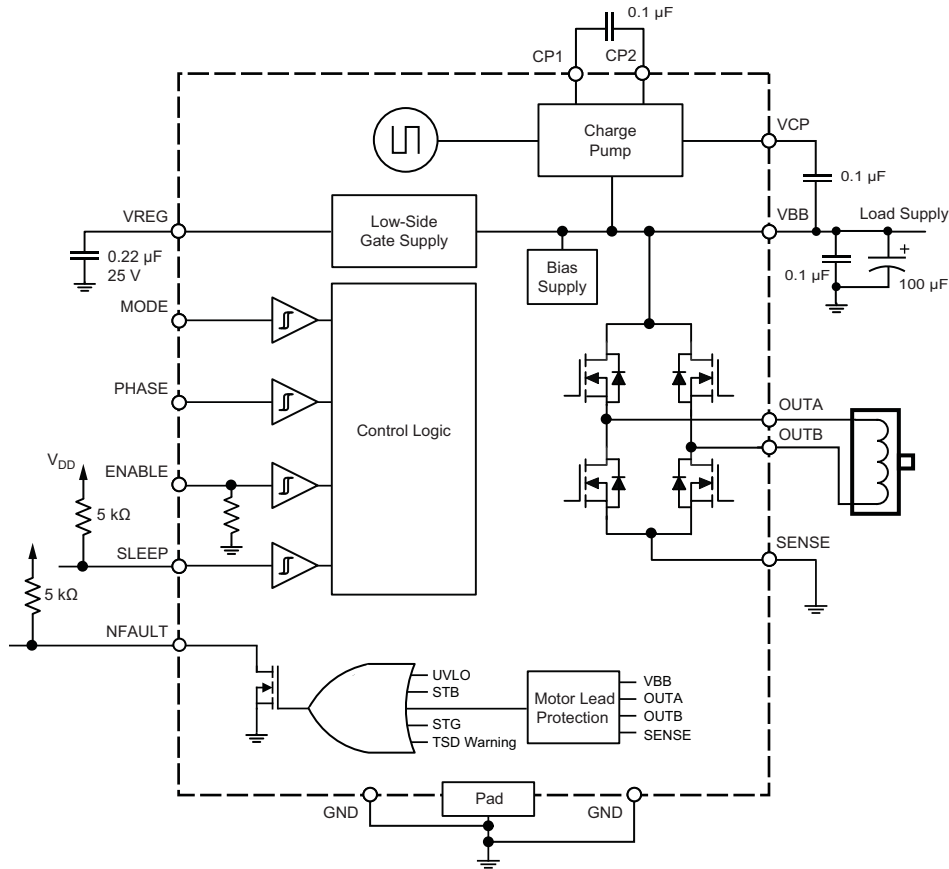 0.1 µF
CP1
CP2
Charge
Pump
VCP
0.1 µF
VREG
Low-Side
Gate Supply
VBB
Load Supply
0.22 µF
25 V
Bias
Supply
0.1 µF
+
100 µF
MODE
PHASE
Control Logic
OUTA
OUTB
VDD
ENABLE
5 kΩ
SLEEP
SENSE
5 kΩ
NFAULT
UVLO
STB
STG
TSD Warning
Motor Lead
Protection
VBB
OUTA
OUTB
SENSE
GND
Pad
GND